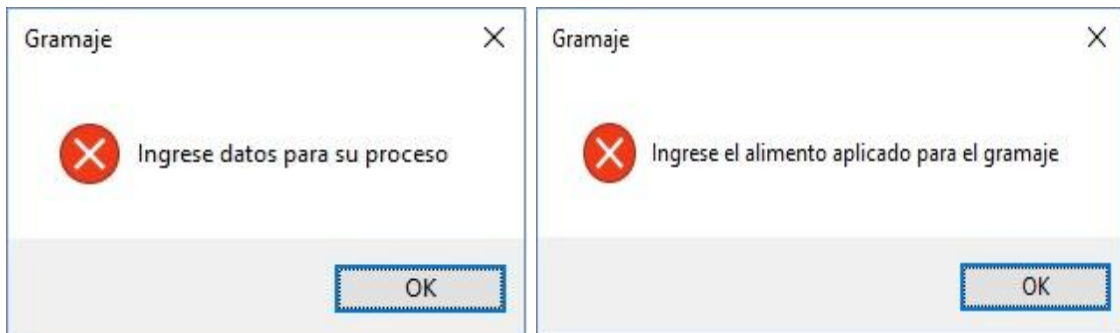 Gramaje
Ingrese datos para su proceso
OK
Gramaje
Ingrese el alimento aplicado para el gramaje
OK